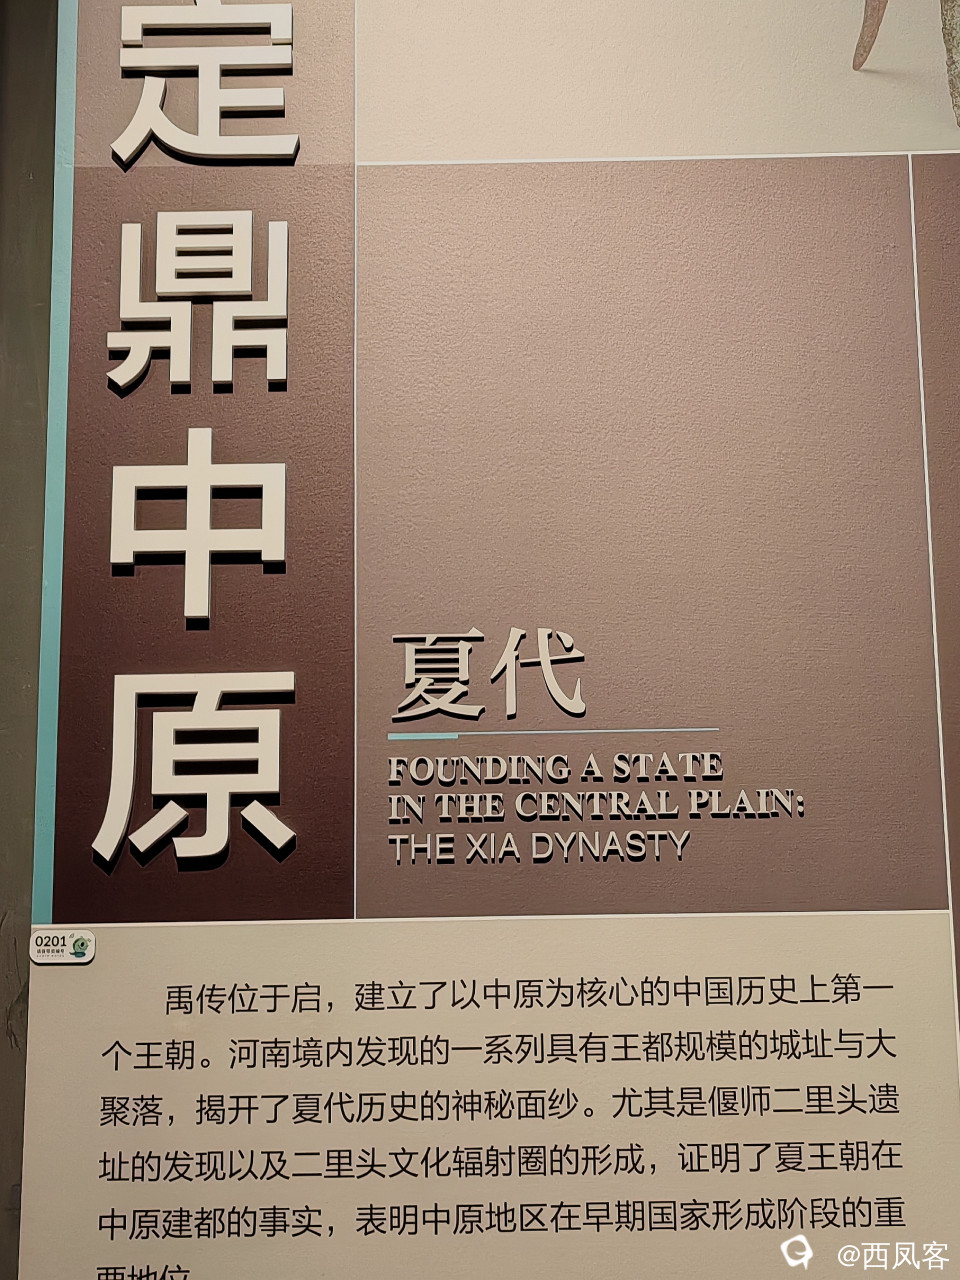 定鼎中原
夏代
FOUNDING A STATE
IN THE CENTRAL PLAIN:
THE XIA DYNASTY
0201
禹传位于启，建立了以中原为核心的中国历史上第一
个王朝。河南境内发现的一系列具有王都规模的城址与大
聚落，揭开了夏代历史的神秘面纱。尤其是偃师二里头遗
址的发现以及二里头文化辐射圈的形成，证明了夏王朝在
中原建都的事实，表明中原地区在早期国家形成阶段的重
要地位
@西凤客